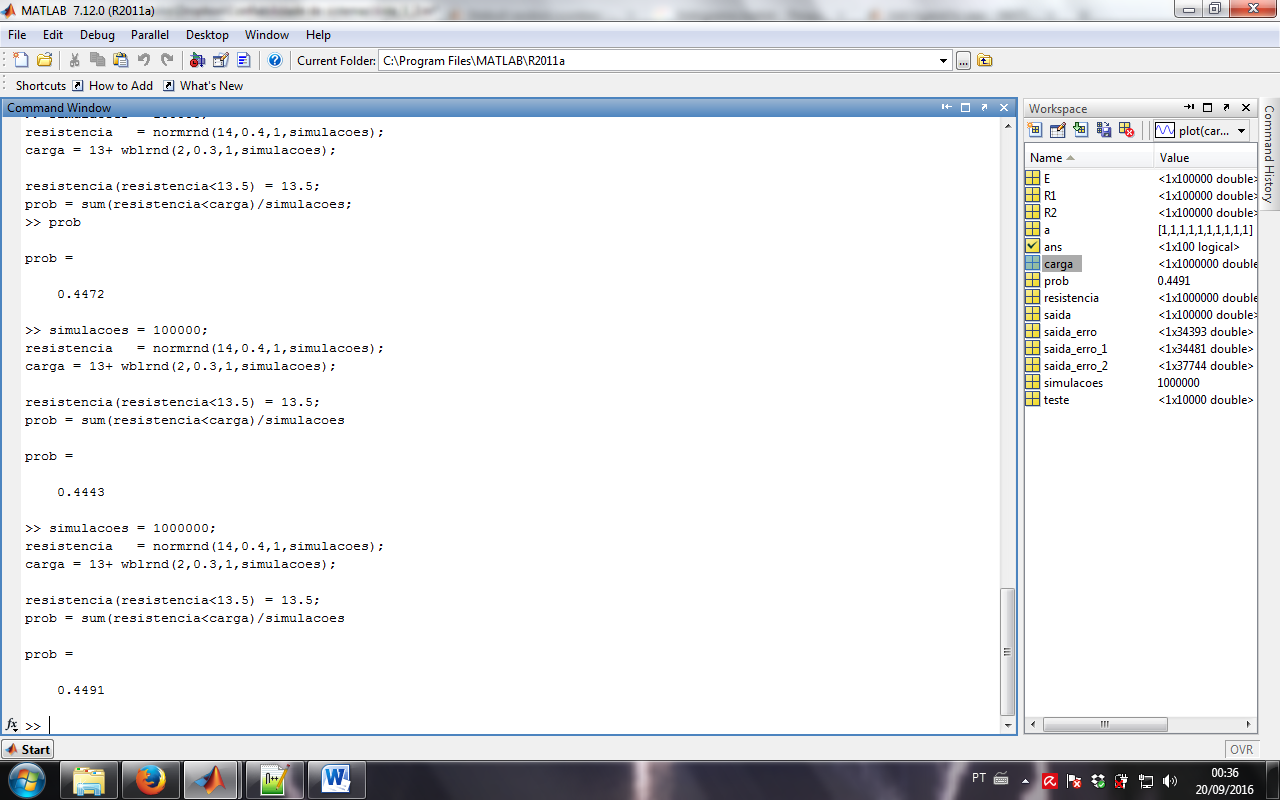 MATLAB 7.12.0 (R2011a)
File Edit Debug Parallel Desktop Window Help
Current Folder: C:\Program Files\MATLAB\R2011a
Shortcuts How to Add What's New
Command Window
resistencia   = normrnd(14,0.4,1,simulacoes);
carga = 13+ wblrnd(2,0.3,1,simulacoes);
resistencia(resistencia<13.5) = 13.5;
prob = sum(resistencia<carga)/simulacoes;
>> prob
prob =
0.4472
>> simulacoes = 100000;
resistencia   = normrnd(14,0.4,1,simulacoes);
carga = 13+ wblrnd(2,0.3,1,simulacoes);
resistencia(resistencia<13.5) = 13.5;
prob = sum(resistencia<carga)/simulacoes
prob =
0.4443
>> simulacoes = 1000000;
resistencia   = normrnd(14,0.4,1,simulacoes);
carga = 13+ wblrnd(2,0.3,1,simulacoes);
resistencia(resistencia<13.5) = 13.5;
prob = sum(resistencia<carga)/simulacoes
prob =
0.4491
fx >>
Workspace
plot(car...
Name Value
E <1x100000 double>
R1 <1x100000 double>
R2 <1x100000 double>
a [1,1,1,1,1,1,1,1,1,1]
ans <1x100 logical>
carga <1x1000000 double
prob 0.4491
resistencia <1x1000000 double
saida <1x100000 double>
saida_erro <1x34393 double>
saida_erro_1 <1x34481 double>
saida_erro_2 <1x37744 double>
simulacoes 1000000
teste <1x10000 double>
Command History
Start
OVR
PT
00:36
20/09/2016